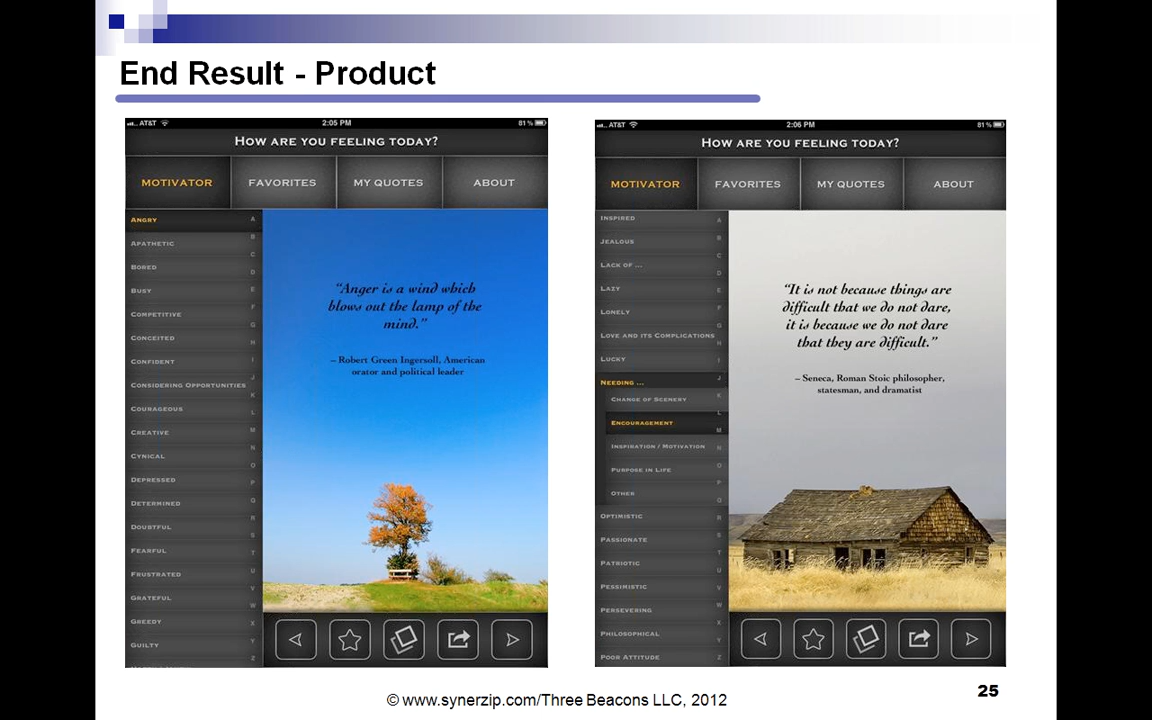 End Result - Product
AT&T
2:05 PM
81%
HOW ARE YOU FEELING TODAY?
MOTIVATOR
FAVORITES
MY QUOTES
ABOUT
ANGRY
APATHETIC
BORED
BUSY
COMPETITIVE
CONCEITED
CONFIDENT
CONSIDERING OPPORTUNITIES
COURAGEOUS
CREATIVE
CYNICAL
DEPRESSED
DETERMINED
DOUBTFUL
FEARFUL
FRUSTRATED
GRATEFUL
GREEDY
GUILTY
A
B
C
D
E
F
G
H
I
J
K
L
M
N
O
P
Q
R
S
T
U
V
W
X
Y
Z
“Anger is a wind which
blows out the lamp of the
mind.”
– Robert Green Ingersoll, American
orator and political leader
AT&T
2:06 PM
81%
HOW ARE YOU FEELING TODAY?
MOTIVATOR
FAVORITES
MY QUOTES
ABOUT
INSPIRED
JEALOUS
LACK OF ...
LAZY
LONELY
LOVE AND ITS COMPLICATIONS
LUCKY
NEEDING ...
CHANGE OF SCENERY
ENCOURAGEMENT
INSPIRATION / MOTIVATION
PURPOSE IN LIFE
OTHER
OPTIMISTIC
PASSIONATE
PATRIOTIC
PESSIMISTIC
PERSEVERING
PHILOSOPHICAL
POOR ATTITUDE
A
B
C
D
E
F
G
H
I
J
K
L
M
N
O
P
Q
R
S
T
U
V
W
X
Y
Z
“It is not because things are
difficult that we do not dare,
it is because we do not dare
that they are difficult.”
– Seneca, Roman Stoic philosopher,
statesman, and dramatist
© www.synerzip.com/Three Beacons LLC, 2012
25